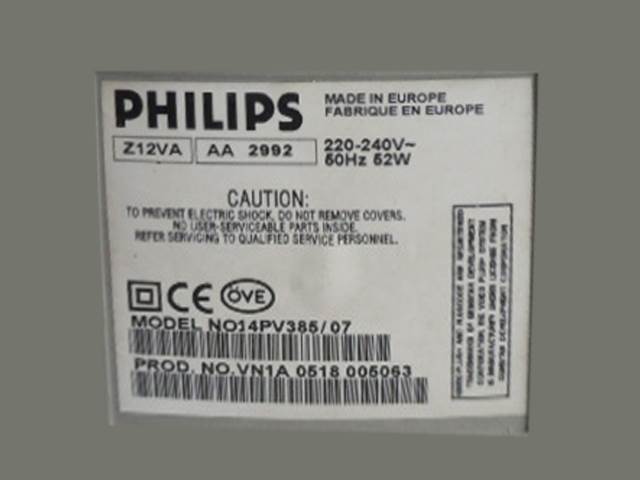 PHILIPS
MADE IN EUROPE
FABRIQUE EN EUROPE
Z12VA
AA 2992
220-240V~
50Hz 52W
CAUTION:
TO PREVENT ELECTRIC SHOCK, DO NOT REMOVE COVERS.
NO USER-SERVICEABLE PARTS INSIDE.
REFER SERVICING TO QUALIFIED SERVICE PERSONNEL.
CE
ÖVE
MODEL NO14PV385/07
PROD. NO.VN1A 0518 005063